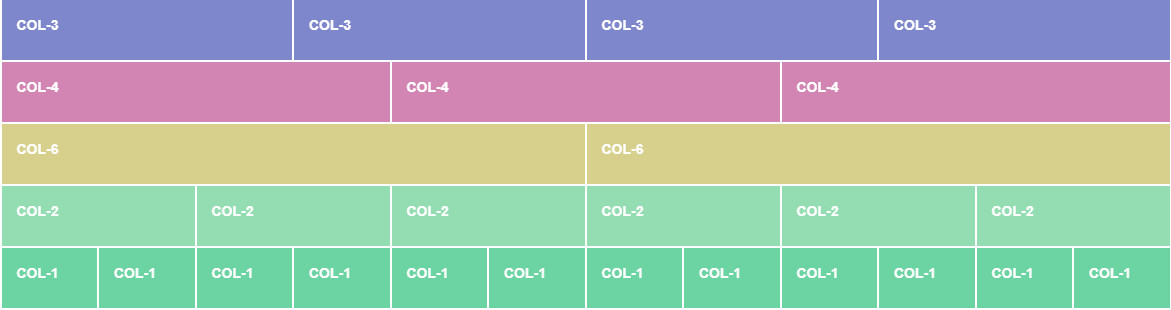 COL-3 COL-3 COL-3 COL-3
COL-4 COL-4 COL-4
COL-6 COL-6
COL-2 COL-2 COL-2 COL-2 COL-2 COL-2
COL-1 COL-1 COL-1 COL-1 COL-1 COL-1 COL-1 COL-1 COL-1 COL-1 COL-1 COL-1